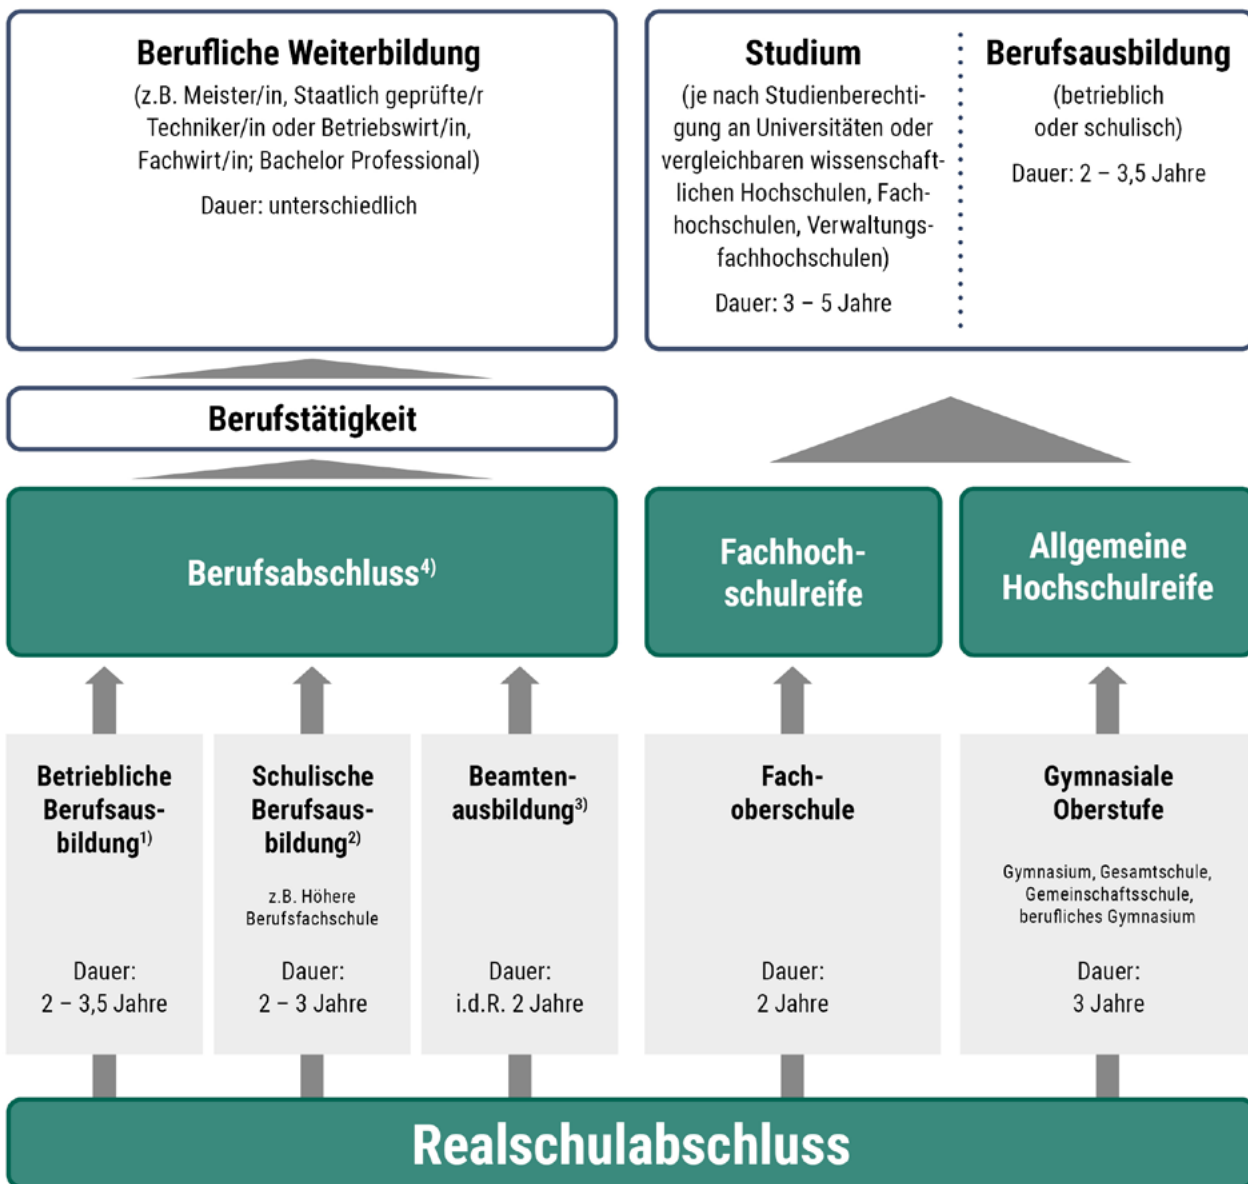 Berufliche Weiterbildung
(z.B. Meister/in, Staatlich geprüfte/r
Techniker/in oder Betriebswirt/in,
Fachwirt/in; Bachelor Professional)
Dauer: unterschiedlich
Studium
(je nach Studienberechti-
gung an Universitäten oder
vergleichbaren wissenschaft-
lichen Hochschulen, Fach-
hochschulen, Verwaltungs-
fachhochschulen)
Dauer: 3 – 5 Jahre
Berufsausbildung
(betrieblich
oder schulisch)
Dauer: 2 – 3,5 Jahre
Berufstätigkeit
Berufsabschluss⁴⁾
Fachhoch-
schulreife
Allgemeine
Hochschulreife
Betriebliche
Berufsaus-
bildung¹⁾
Dauer:
2 – 3,5 Jahre
Schulische
Berufsaus-
bildung²⁾
z.B. Höhere
Berufsfachschule
Dauer:
2 – 3 Jahre
Beamten-
ausbildung³⁾
Dauer:
i.d.R. 2 Jahre
Fach-
oberschule
Dauer:
2 Jahre
Gymnasiale
Oberstufe
Gymnasium, Gesamtschule,
Gemeinschaftsschule,
berufliches Gymnasium
Dauer:
3 Jahre
Realschulabschluss